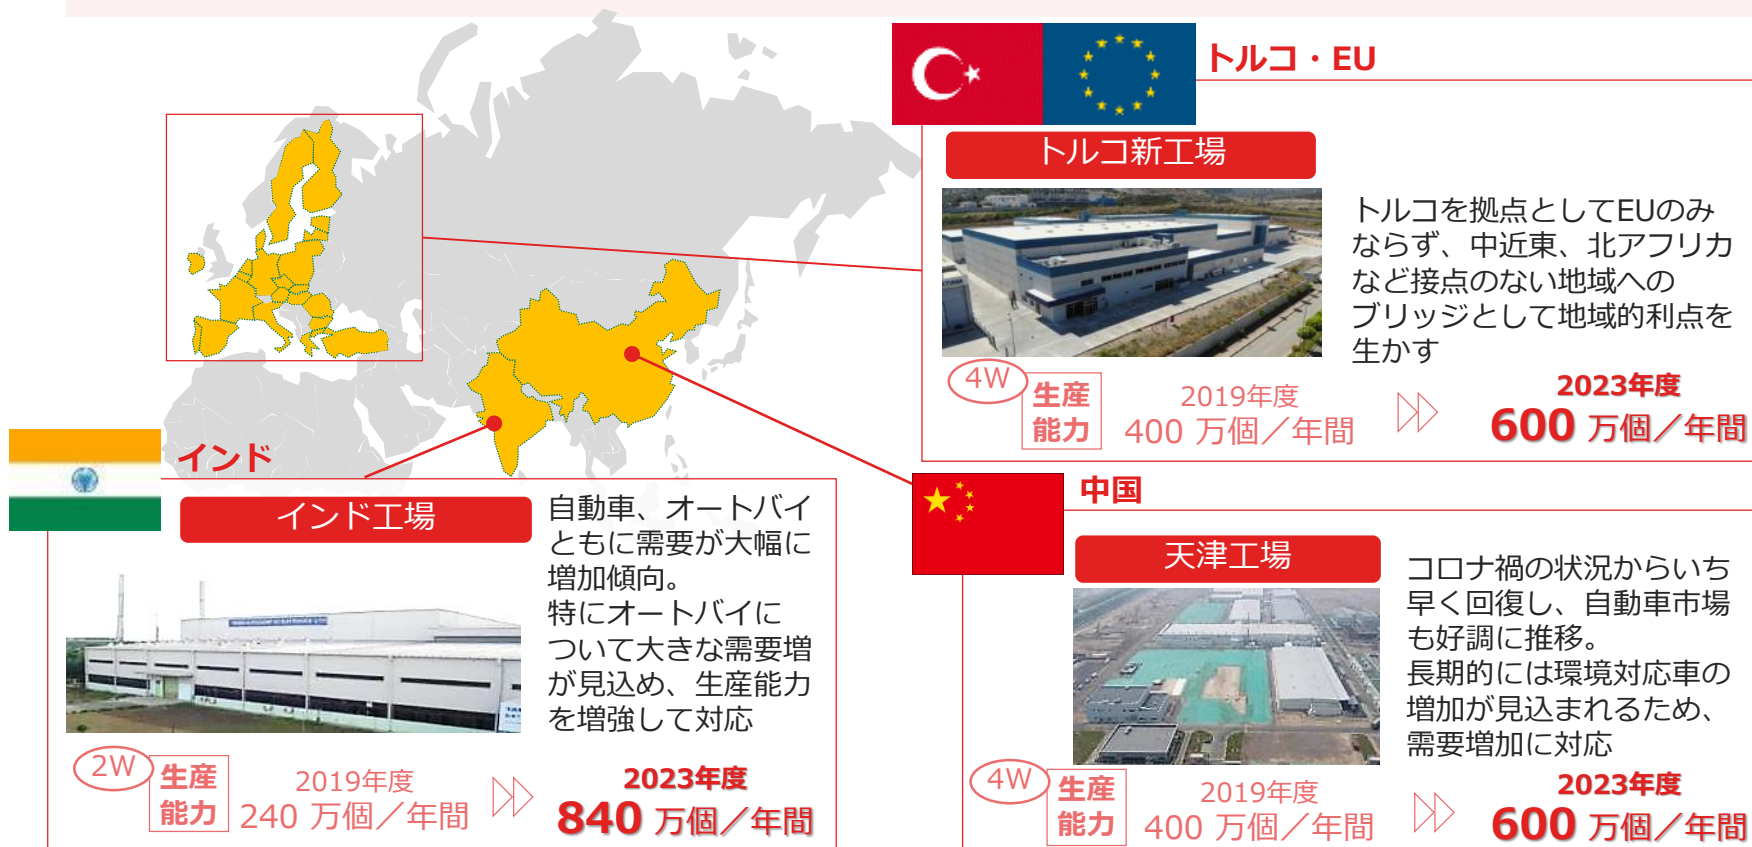 トルコ・EU
トルコ新工場
トルコを拠点としてEUのみ
ならず、中近東、北アフリカ
など接点のない地域への
ブリッジとして地域的利点を
生かす
4W
生産
能力
2019年度
400 万個／年間
2023年度
600 万個／年間
インド
インド工場
自動車、オートバイ
ともに需要が大幅に
増加傾向。
特にオートバイに
ついて大きな需要増
が見込め、生産能力
を増強して対応
2W
生産
能力
2019年度
240 万個／年間
2023年度
840 万個／年間
中国
天津工場
コロナ禍の状況からいち
早く回復し、自動車市場
も好調に推移。
長期的には環境対応車の
増加が見込まれるため、
需要増加に対応
4W
生産
能力
2019年度
400 万個／年間
2023年度
600 万個／年間